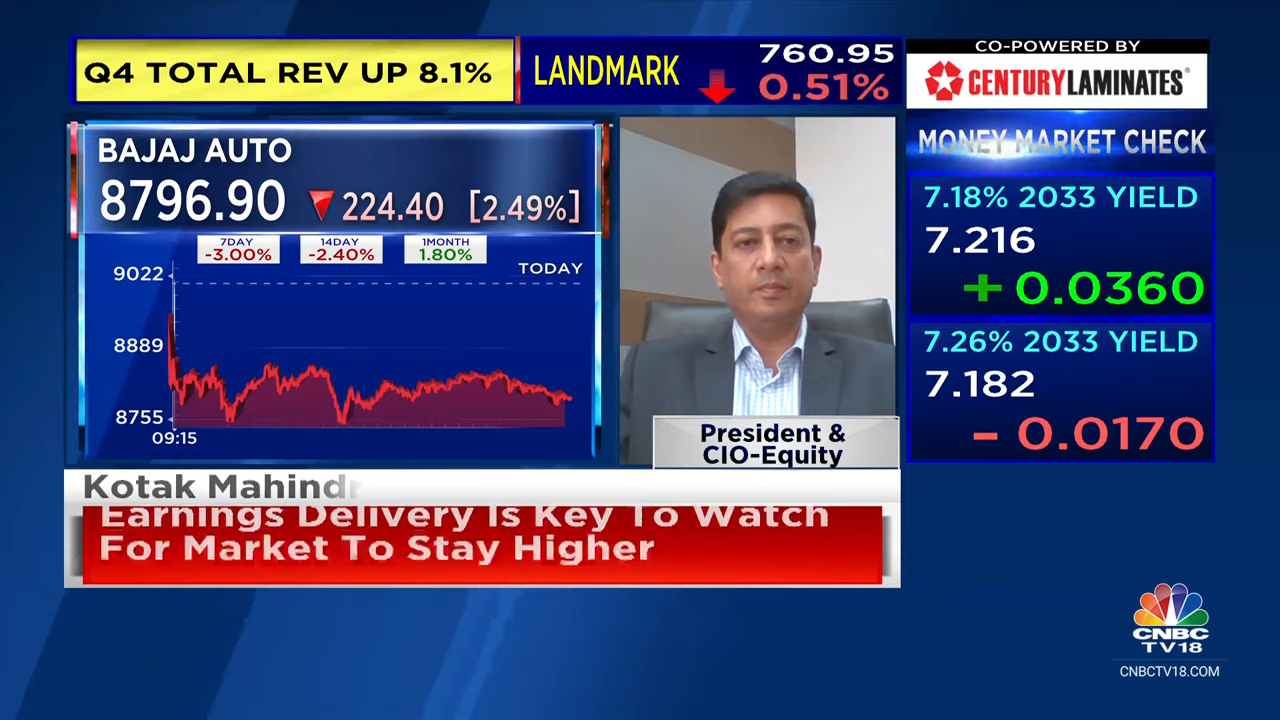 Q4 TOTAL REV UP 8.1%
LANDMARK
760.95
0.51%
CO-POWERED BY
CENTURYLAMINATES®
BAJAJ AUTO
8796.90 224.40 [2.49%]
7DAY
-3.00%
14DAY
-2.40%
1MONTH
1.80%
TODAY
9022
8889
8755
09:15
MONEY MARKET CHECK
7.18% 2033 YIELD
7.216
+ 0.0360
7.26% 2033 YIELD
7.182
- 0.0170
President &
CIO-Equity
Kotak Mahindr
Earnings Delivery Is Key To Watch
For Market To Stay Higher
CNBC
TV18
CNBCTV18.COM